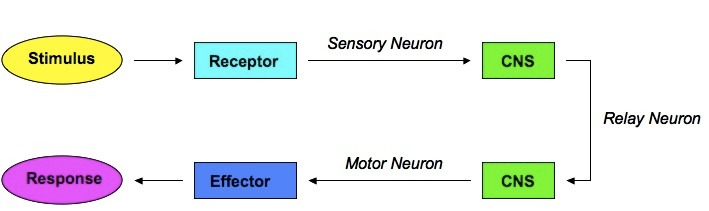 Stimulus
Receptor
Sensory Neuron
CNS
Relay Neuron
Response
Effector
Motor Neuron
CNS